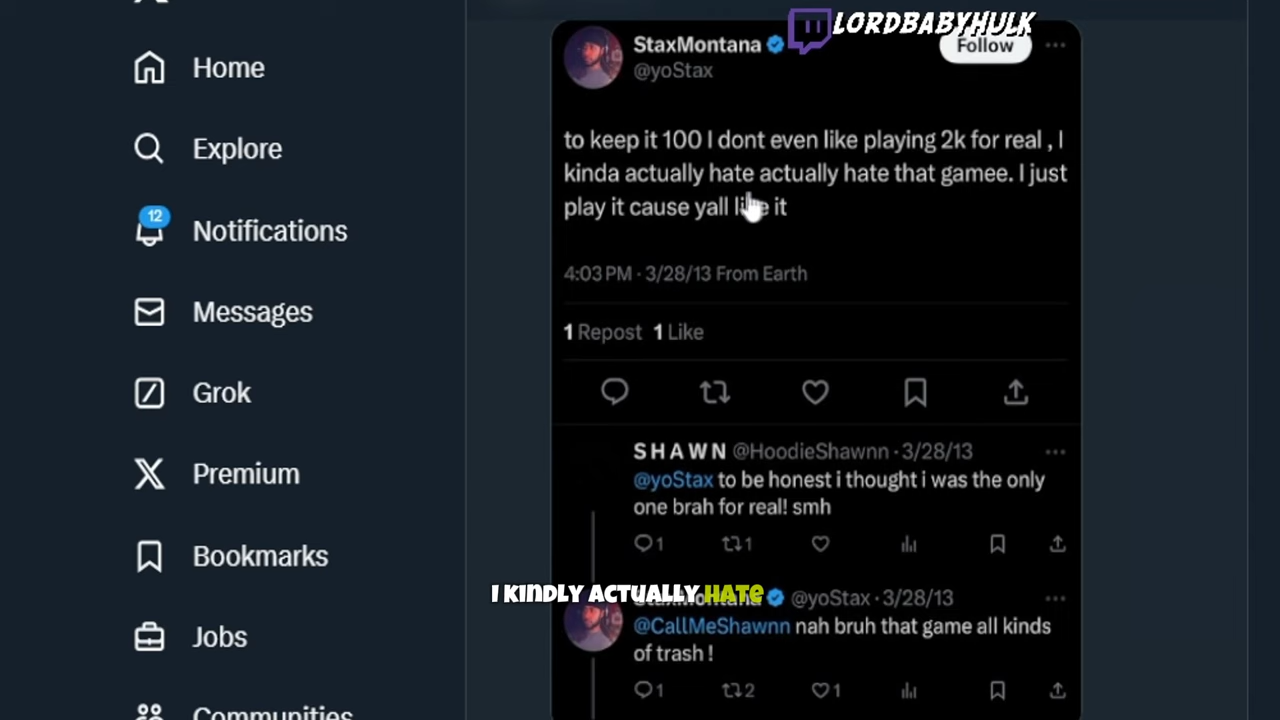 LORDBABYHULK
Home
Explore
12
Notifications
Messages
Grok
Premium
Bookmarks
Jobs
Communities
StaxMontana
Follow
@yoStax
to keep it 100 I dont even like playing 2k for real , I
kinda actually hate actually hate that gamee. I just
play it cause yall like it
4:03 PM · 3/28/13 From Earth
1 Repost 1 Like
S H A W N @HoodieShawnn · 3/28/13
@yoStax to be honest i thought i was the only
one brah for real! smh
1 1
I KINDLY ACTUALLY HATE
StaxMontana @yoStax · 3/28/13
@CallMeShawnn nah bruh that game all kinds
of trash !
1 2 1